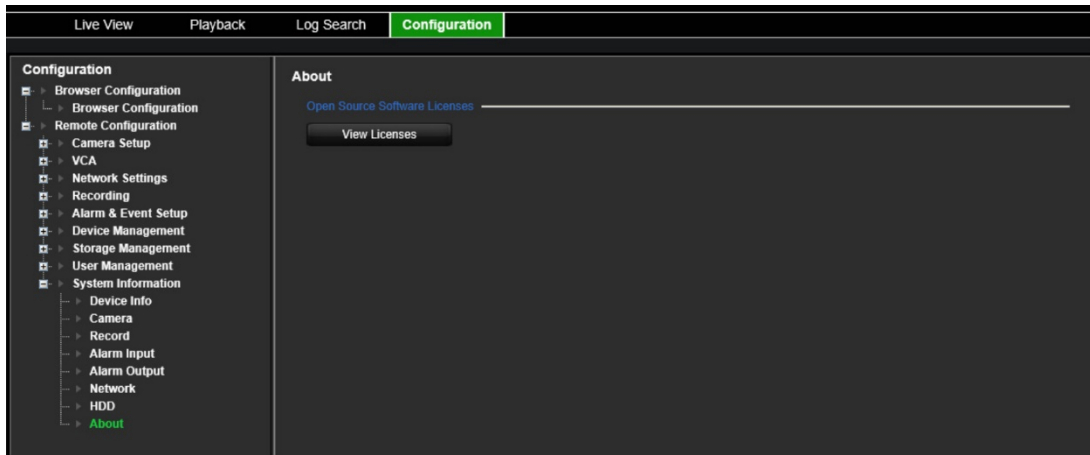 Live View Playback Log Search Configuration
Configuration
Browser Configuration
Browser Configuration
Remote Configuration
Camera Setup
VCA
Network Settings
Recording
Alarm & Event Setup
Device Management
Storage Management
User Management
System Information
Device Info
Camera
Record
Alarm Input
Alarm Output
Network
HDD
About
About
Open Source Software Licenses
View Licenses